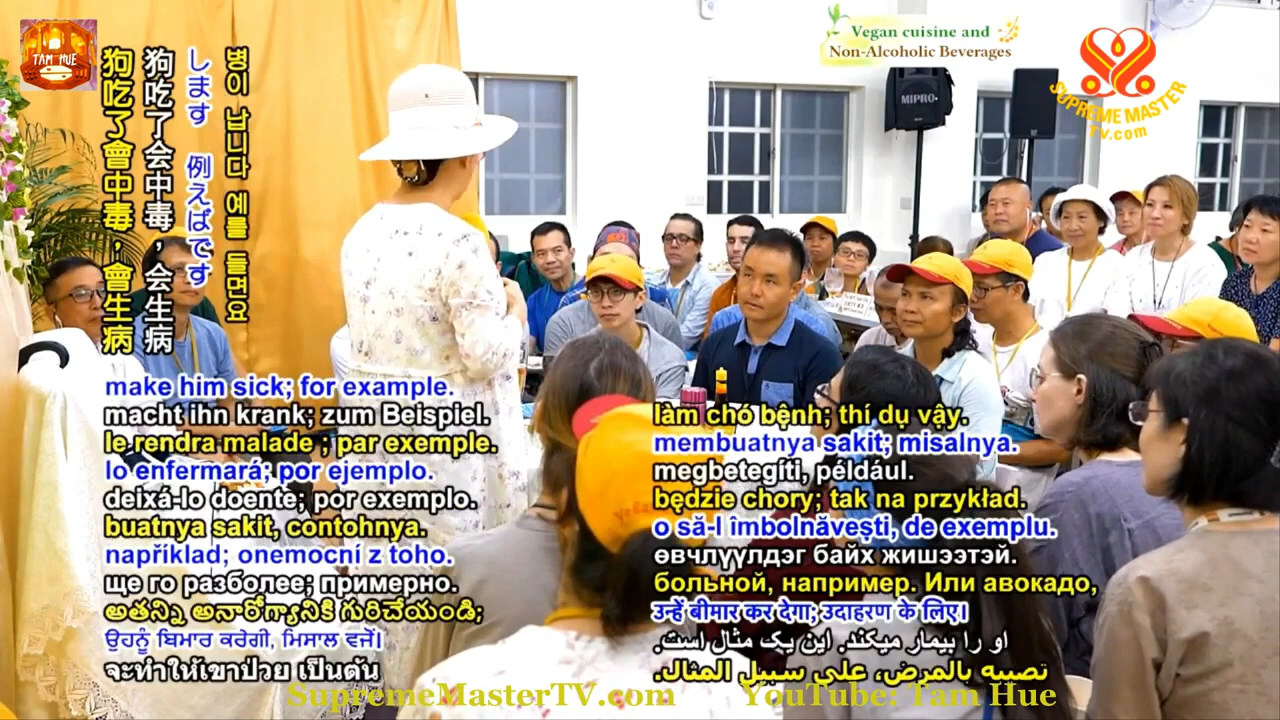 TAM HUE
Vegan cuisine and
Non-Alcoholic Beverages
SUPREME MASTER
TV.com
MIPRO
병이 납니다 예를 들면요
します 例えばです
狗吃了会中毒，会生病
狗吃了會中毒，會生病
make him sick; for example.
macht ihn krank; zum Beispiel.
le rendra malade ; par exemple.
lo enfermará; por ejemplo.
deixá-lo doente; por exemplo.
buatnya sakit, contohnya.
například; onemocní z toho.
ще го разболее; примерно.
అతన్ని అనారోగ్యానికి గురిచేయండి;
ਉਹਨੂੰ ਬਿਮਾਰ ਕਰੇਗੀ, ਮਿਸਾਲ ਵਜੋਂ।
จะทำให้เขาป่วย เป็นต้น
làm chó bệnh; thí dụ vậy.
membuatnya sakit; misalnya.
megbetegíti, például.
będzie chory; tak na przykład.
o să-l îmbolnăvești, de exemplu.
өвчлүүлдэг байх жишээтэй.
больной, например. Или авокадо,
उन्हें बीमार कर देगा; उदाहरण के लिए।
او را بیمار میکند. این یک مثال است.
تصيبه بالمرض، على سبيل المثال.
SupremeMasterTV.com
YouTube: Tam Hue